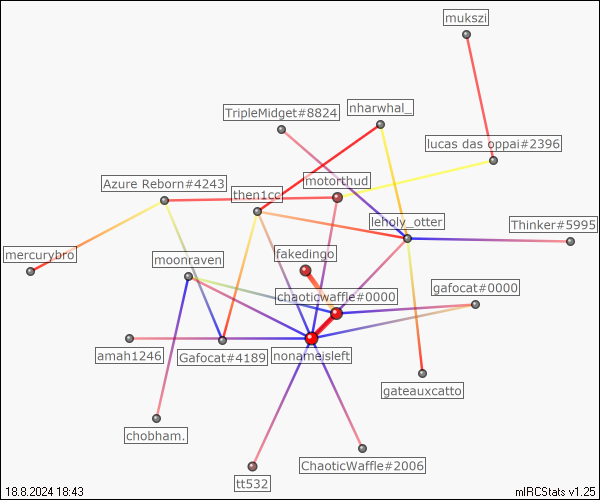 mukszi
nharwhal_
TripleMidget#8824
lucas das oppai#2396
motorthud
Azure Reborn#4243
then1cc
leholy_otter
Thinker#5995
mercurybro
fakedingo
moonraven
gafocat#0000
chaoticwaffle#0000
amah1246
Gafocat#4189
nonameisleft
gateauxcatto
chobham.
ChaoticWaffle#2006
tt532
18.8.2024 18:43
mIRCStats v1.25